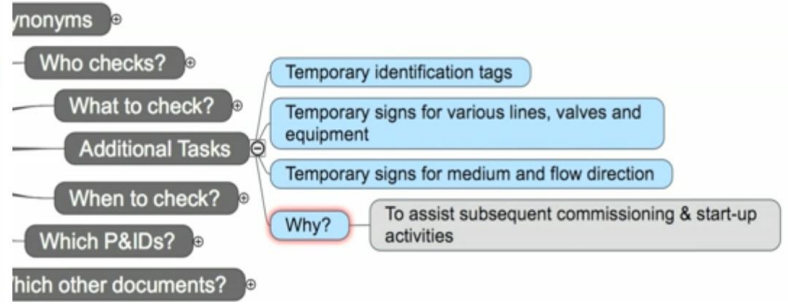 ynonyms
Who checks?
What to check?
Additional Tasks
When to check?
Which P&IDs?
hich other documents?
Temporary identification tags
Temporary signs for various lines, valves and
equipment
Temporary signs for medium and flow direction
Why?
To assist subsequent commissioning & start-up
activities